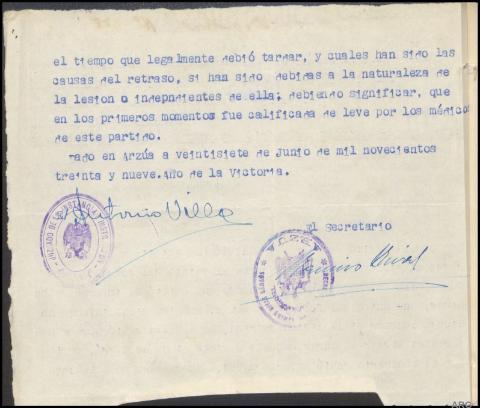 el tiempo que legalmente debió tardar, y cuales han sido las
causas del retraso, si han sido debidas a la naturaleza de
la lesion o indepndientes de ella; debiendo significar, que
en los primeros momentos fue calificada de leve por los médicos
de este partido.
Dado en Arzúa a veintisiete de Junio de mil novecientos
treinta y nueve.Año de la Victoria.
Antonio Villa
El Secretario